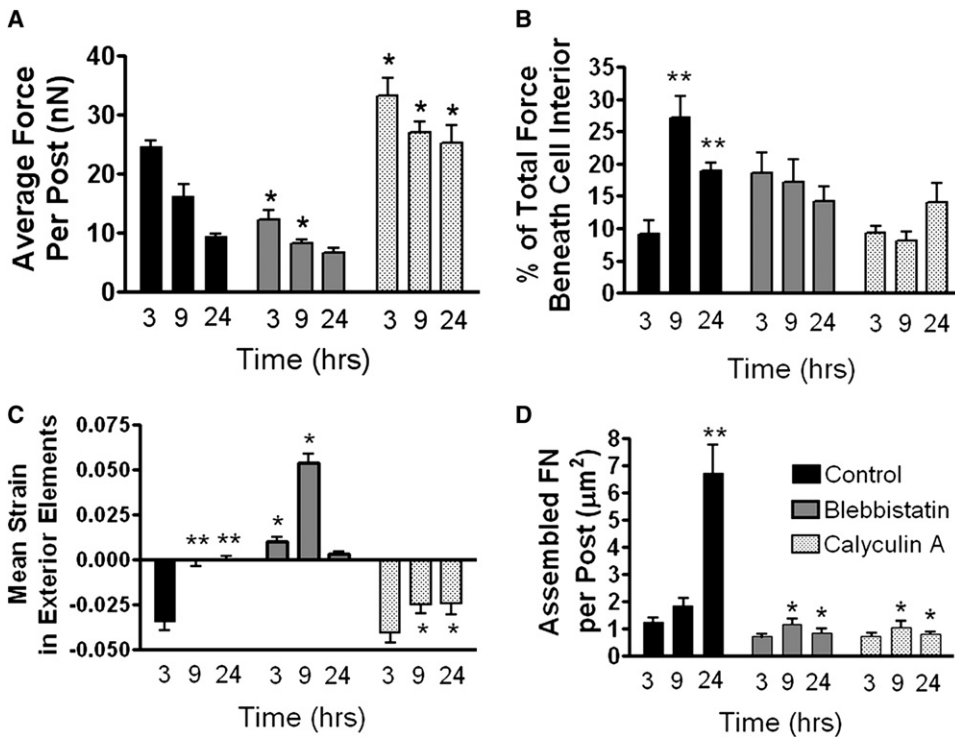 A
Average Force
Per Post (nN)
40
30
20
10
0
*
*
*
*
*
3 9 24 3 9 24 3 9 24
Time (hrs)
B
% of Total Force
Beneath Cell Interior
35
30
25
20
15
10
5
0
**
**
3 9 24 3 9 24 3 9 24
Time (hrs)
C
Mean Strain
in Exterior Elements
0.075
0.050
0.025
0.000
-0.025
-0.050
** **
*
*
* *
3 9 24 3 9 24 3 9 24
Time (hrs)
D
Assembled FN
per Post (μm²)
8
7
6
5
4
3
2
1
0
**
* *
* *
Control
Blebbistatin
Calyculin A
3 9 24 3 9 24 3 9 24
Time (hrs)